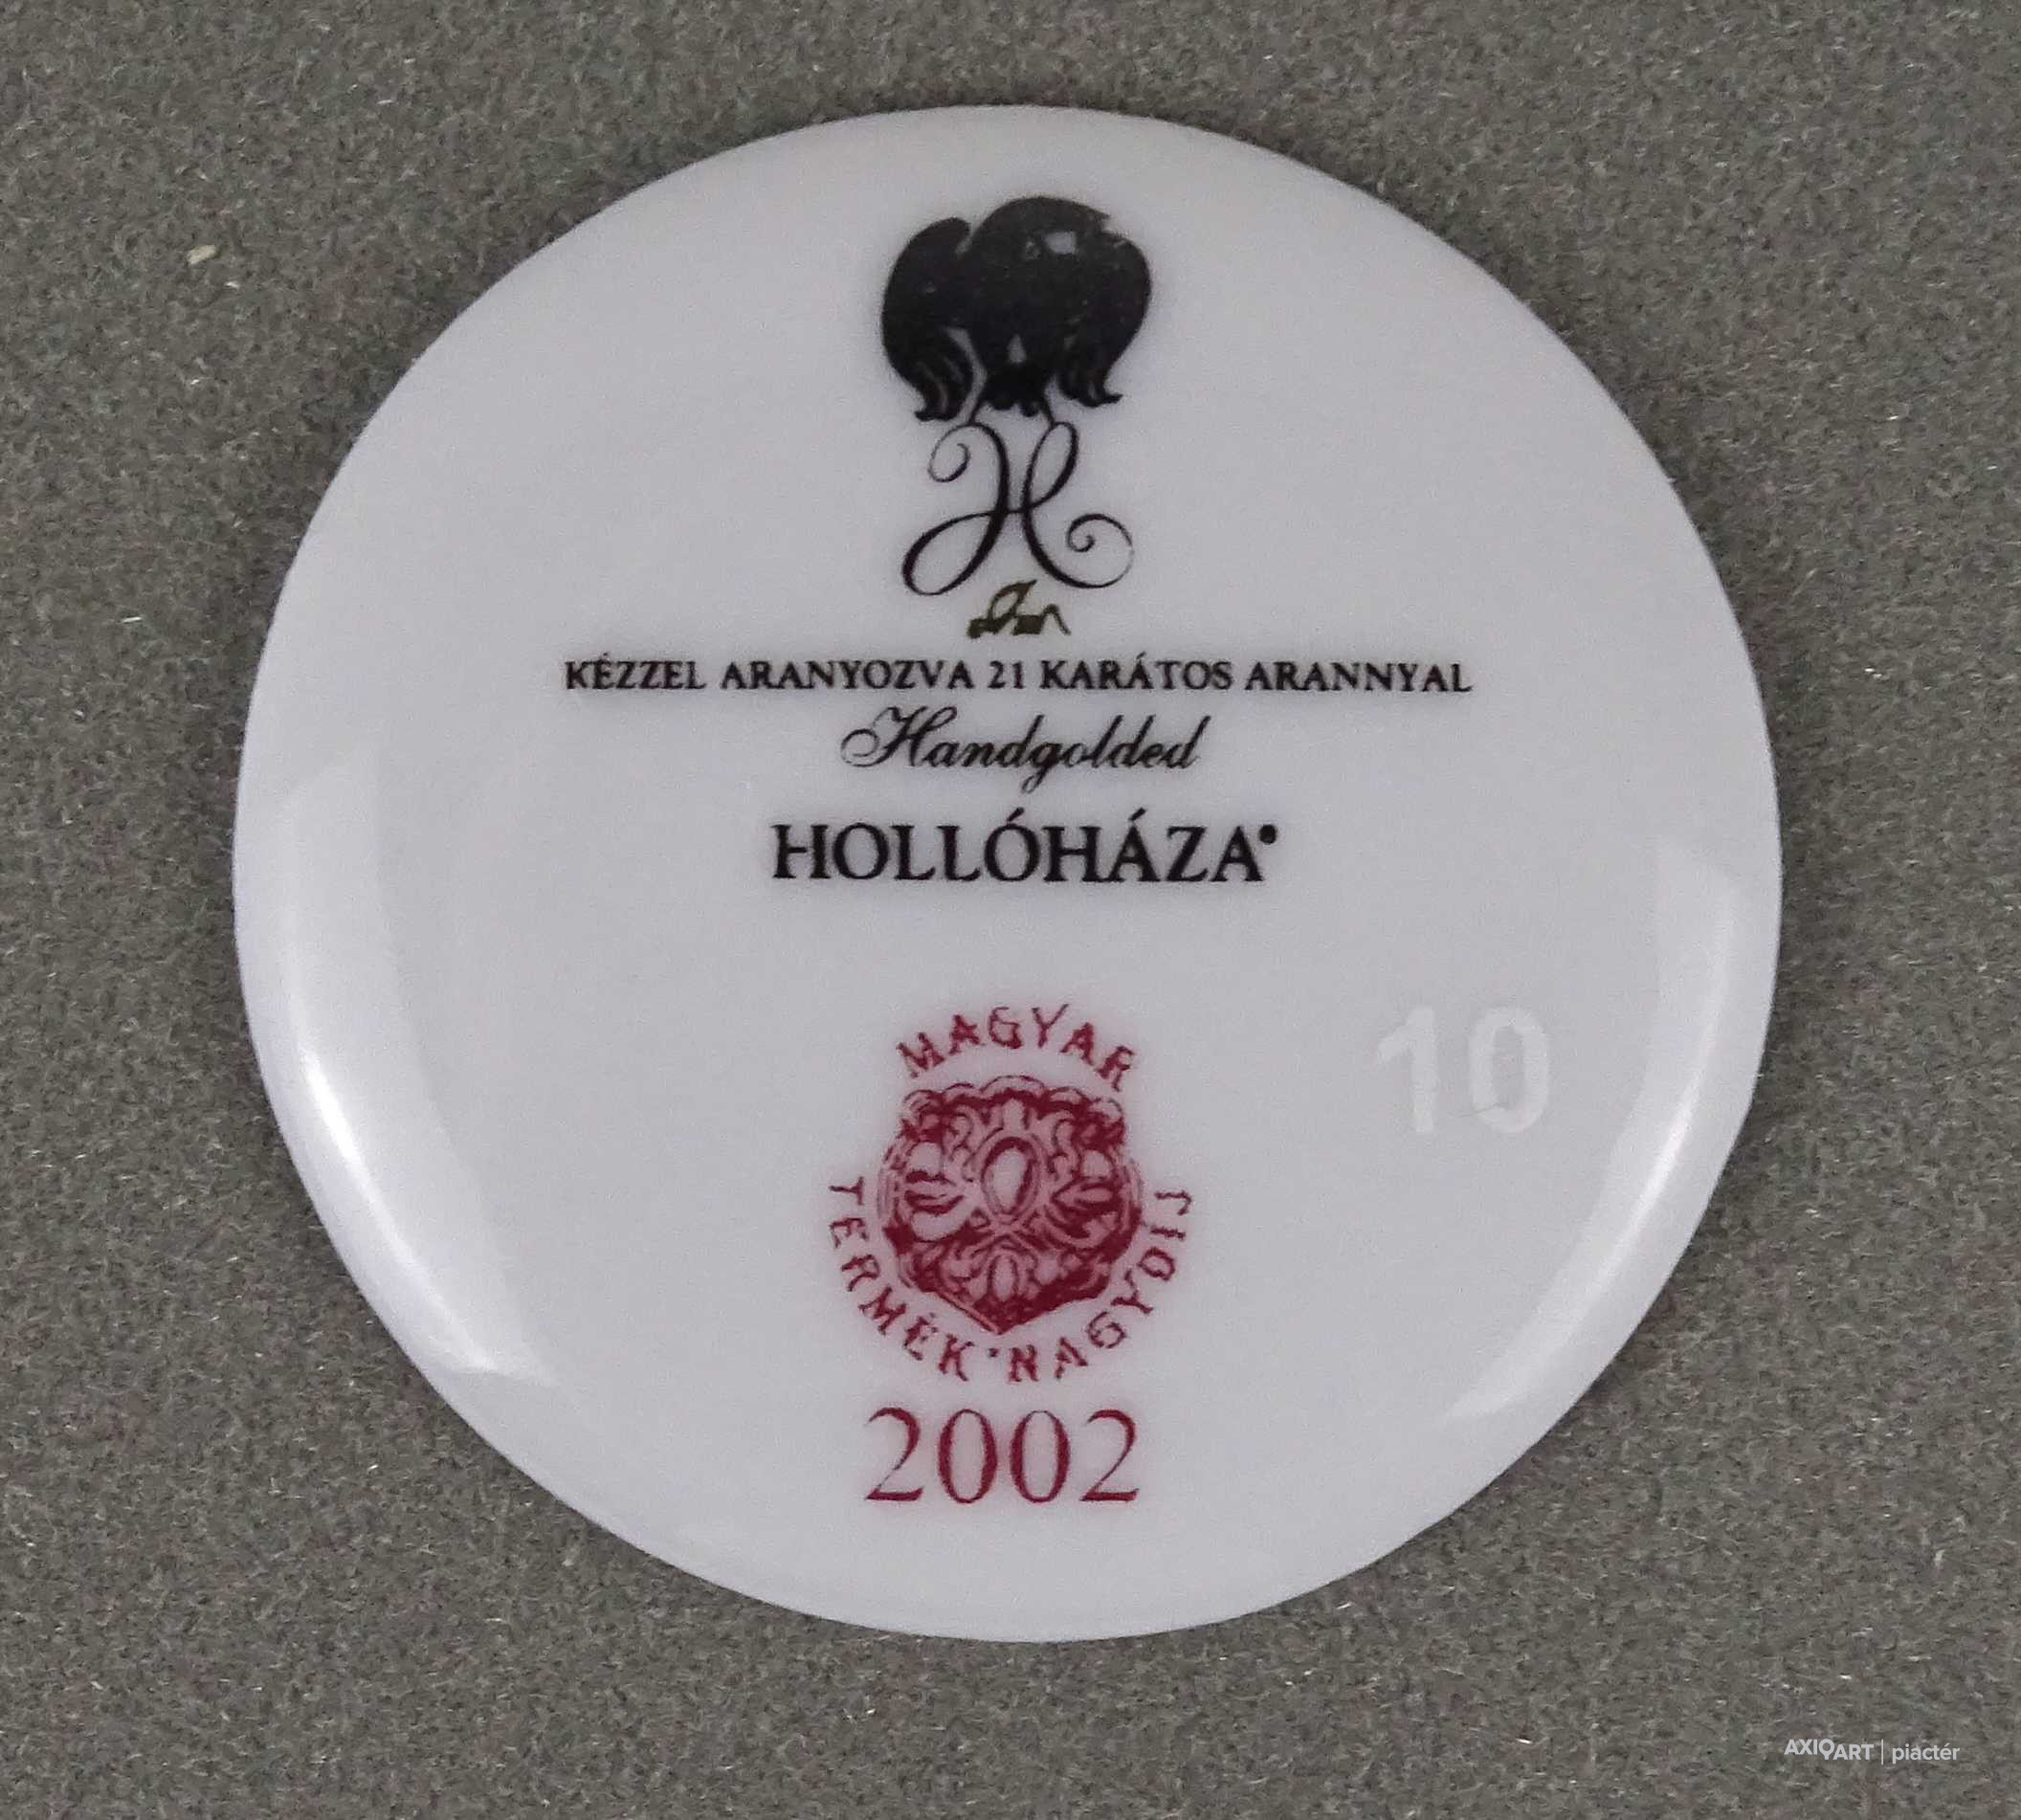 H
KÉZZEL ARANYOZVA 21 KARÁTOS ARANNYAL
Handgolded
HOLLÓHÁZA
10
MAGYAR
TERMÉK • NAGYDÍJ
2002
AXIOART | piactér